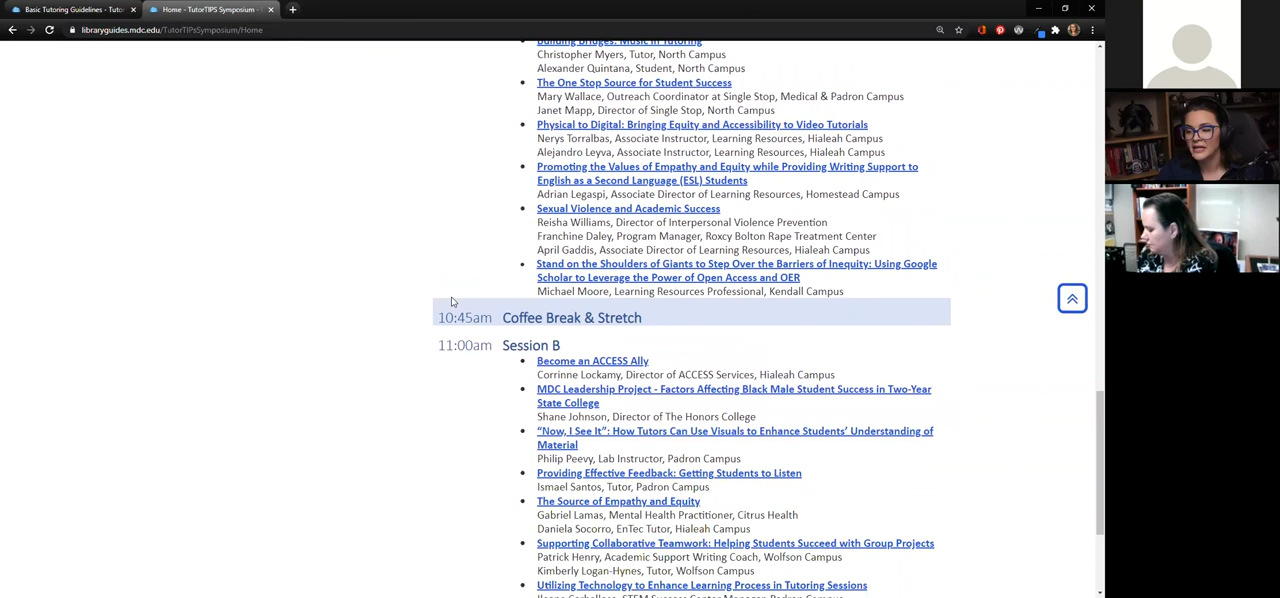 Basic Tutoring Guidelines - Tutor
Home - TutorTIPS Symposium -
libraryguides.mdc.edu/TutorTIPsSymposium/Home
Building Bridges: Music in Tutoring
Christopher Myers, Tutor, North Campus
Alexander Quintana, Student, North Campus
The One Stop Source for Student Success
Mary Wallace, Outreach Coordinator at Single Stop, Medical & Padron Campus
Janet Mapp, Director of Single Stop, North Campus
Physical to Digital: Bringing Equity and Accessibility to Video Tutorials
Nerys Torralbas, Associate Instructor, Learning Resources, Hialeah Campus
Alejandro Leyva, Associate Instructor, Learning Resources, Hialeah Campus
Promoting the Values of Empathy and Equity while Providing Writing Support to
English as a Second Language (ESL) Students
Adrian Legaspi, Associate Director of Learning Resources, Homestead Campus
Sexual Violence and Academic Success
Reisha Williams, Director of Interpersonal Violence Prevention
Franchine Daley, Program Manager, Roxcy Bolton Rape Treatment Center
April Gaddis, Associate Director of Learning Resources, Hialeah Campus
Stand on the Shoulders of Giants to Step Over the Barriers of Inequity: Using Google
Scholar to Leverage the Power of Open Access and OER
Michael Moore, Learning Resources Professional, Kendall Campus
10:45am Coffee Break & Stretch
11:00am Session B
Become an ACCESS Ally
Corrinne Lockamy, Director of ACCESS Services, Hialeah Campus
MDC Leadership Project - Factors Affecting Black Male Student Success in Two-Year
State College
Shane Johnson, Director of The Honors College
“Now, I See It”: How Tutors Can Use Visuals to Enhance Students’ Understanding of
Material
Philip Peevy, Lab Instructor, Padron Campus
Providing Effective Feedback: Getting Students to Listen
Ismael Santos, Tutor, Padron Campus
The Source of Empathy and Equity
Gabriel Lamas, Mental Health Practitioner, Citrus Health
Daniela Socorro, EnTec Tutor, Hialeah Campus
Supporting Collaborative Teamwork: Helping Students Succeed with Group Projects
Patrick Henry, Academic Support Writing Coach, Wolfson Campus
Kimberly Logan-Hynes, Tutor, Wolfson Campus
Utilizing Technology to Enhance Learning Process in Tutoring Sessions